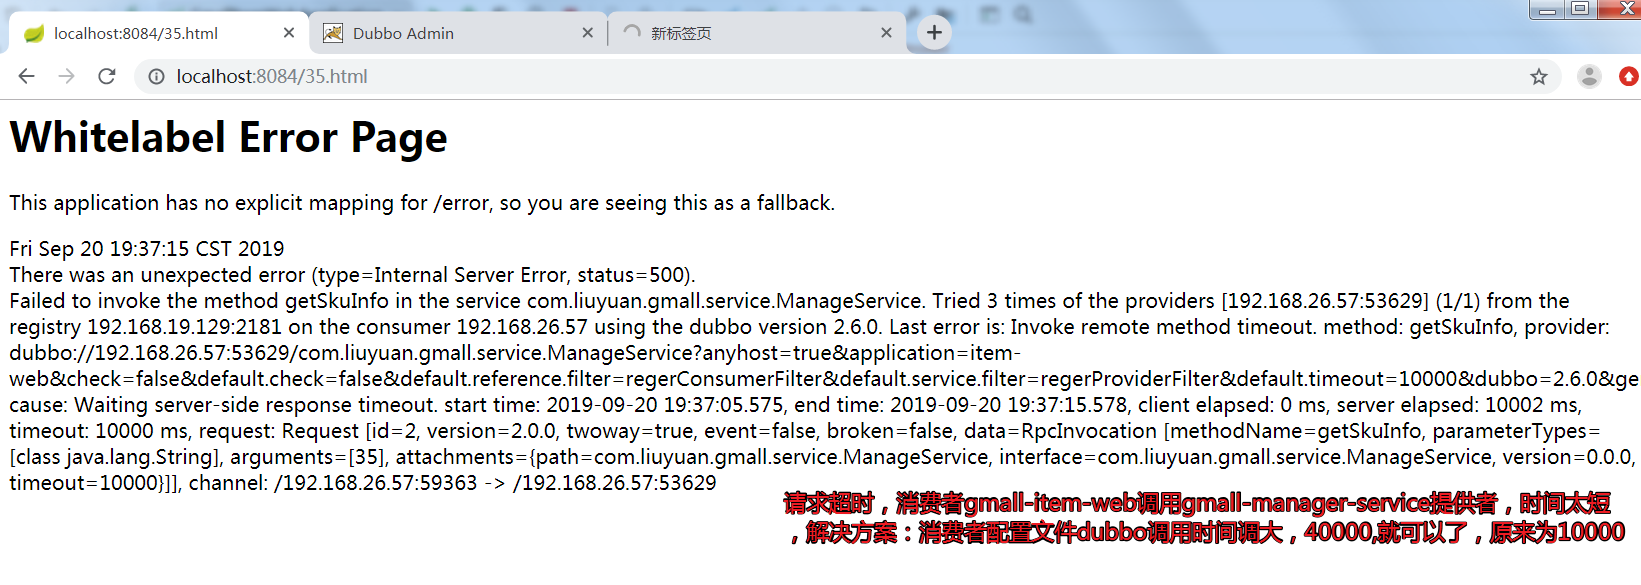 localhost:8084/35.html
Dubbo Admin
新标签页
localhost:8084/35.html
Whitelabel Error Page
This application has no explicit mapping for /error, so you are seeing this as a fallback.
Fri Sep 20 19:37:15 CST 2019
There was an unexpected error (type=Internal Server Error, status=500).
Failed to invoke the method getSkuInfo in the service com.liuyuan.gmall.service.ManageService. Tried 3 times of the providers [192.168.26.57:53629] (1/1) from the
registry 192.168.19.129:2181 on the consumer 192.168.26.57 using the dubbo version 2.6.0. Last error is: Invoke remote method timeout. method: getSkuInfo, provider:
dubbo://192.168.26.57:53629/com.liuyuan.gmall.service.ManageService?anyhost=true&application=item-
web&check=false&default.check=false&default.reference.filter=regerConsumerFilter&default.service.filter=regerProviderFilter&default.timeout=10000&dubbo=2.6.0&ge
cause: Waiting server-side response timeout. start time: 2019-09-20 19:37:05.575, end time: 2019-09-20 19:37:15.578, client elapsed: 0 ms, server elapsed: 10002 ms,
timeout: 10000 ms, request: Request [id=2, version=2.0.0, twoway=true, event=false, broken=false, data=RpcInvocation [methodName=getSkuInfo, parameterTypes=
[class java.lang.String], arguments=[35], attachments={path=com.liuyuan.gmall.service.ManageService, interface=com.liuyuan.gmall.service.ManageService, version=0.0.0,
timeout=10000}]], channel: /192.168.26.57:59363 -> /192.168.26.57:53629
请求超时，消费者gmall-item-web调用gmall-manager-service提供者，时间太短
，解决方案：消费者配置文件dubbo调用时间调大，40000,就可以了，原来为10000